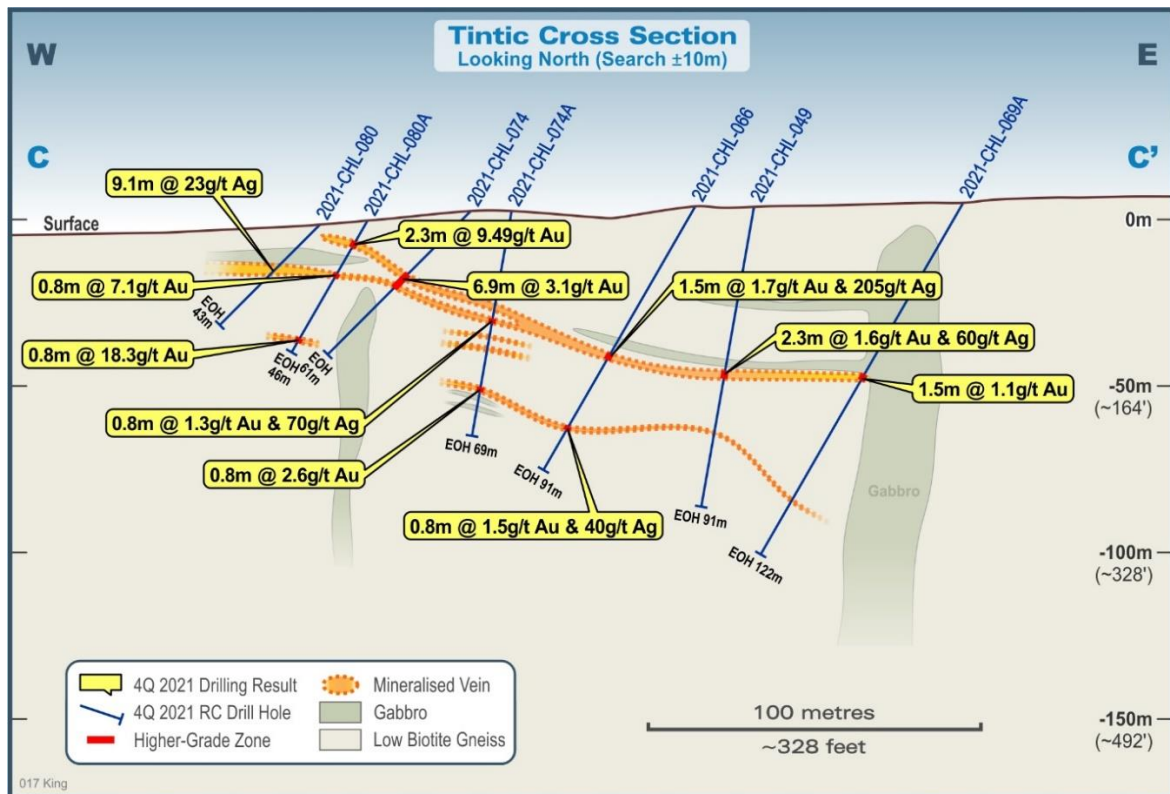 Tintic Cross Section
Looking North (Search ±10m)
W
E
C
C’
2021-CHL-080
2021-CHL-080A
2021-CHL-074
2021-CHL-074A
2021-CHL-066
2021-CHL-049
2021-CHL-069A
9.1m @ 23g/t Ag
Surface
0m
2.3m @ 9.49g/t Au
0.8m @ 7.1g/t Au
6.9m @ 3.1g/t Au
1.5m @ 1.7g/t Au & 205g/t Ag
EOH
43m
2.3m @ 1.6g/t Au & 60g/t Ag
0.8m @ 18.3g/t Au
EOH
46m
EOH
61m
-50m
(~164')
1.5m @ 1.1g/t Au
0.8m @ 1.3g/t Au & 70g/t Ag
EOH 69m
0.8m @ 2.6g/t Au
EOH 91m
Gabbro
EOH 91m
0.8m @ 1.5g/t Au & 40g/t Ag
EOH 122m
-100m
(~328')
4Q 2021 Drilling Result
Mineralised Vein
4Q 2021 RC Drill Hole
Gabbro
Higher-Grade Zone
Low Biotite Gneiss
100 metres
~328 feet
-150m
(~492')
017 King